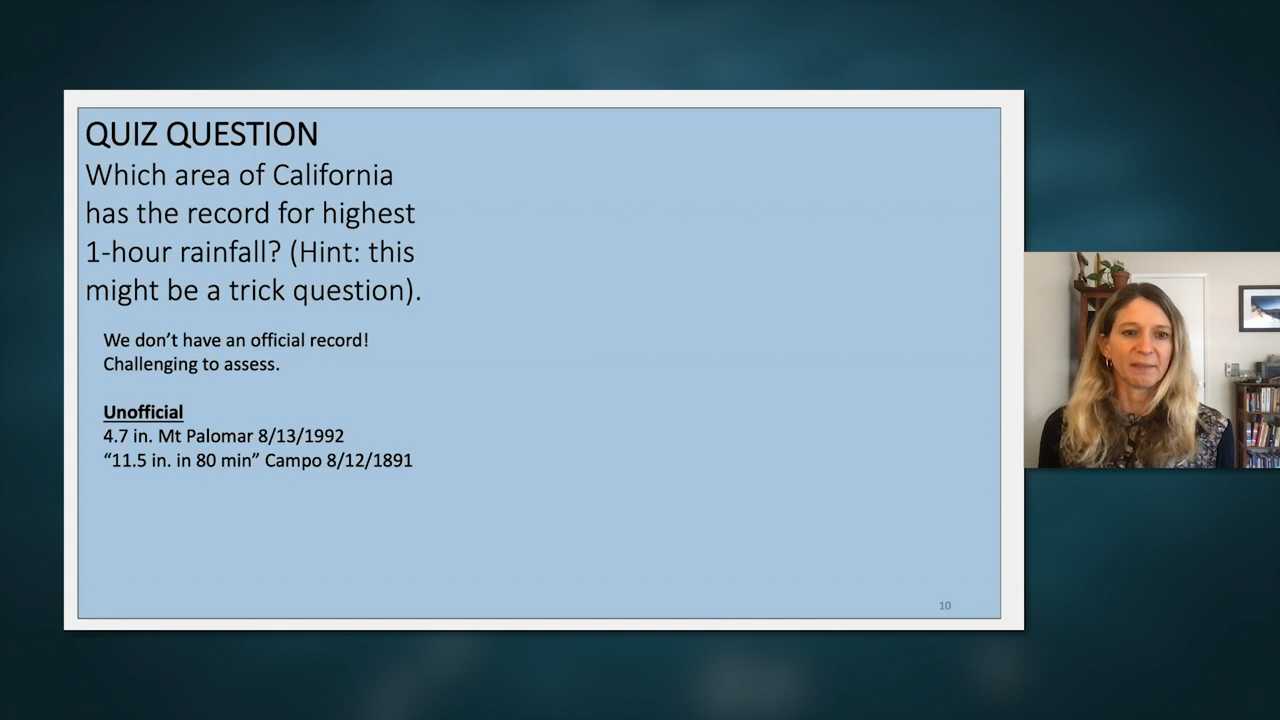 QUIZ QUESTION
Which area of California
has the record for highest
1-hour rainfall? (Hint: this
might be a trick question).
We don’t have an official record!
Challenging to assess.
Unofficial
4.7 in. Mt Palomar 8/13/1992
“11.5 in. in 80 min” Campo 8/12/1891
10